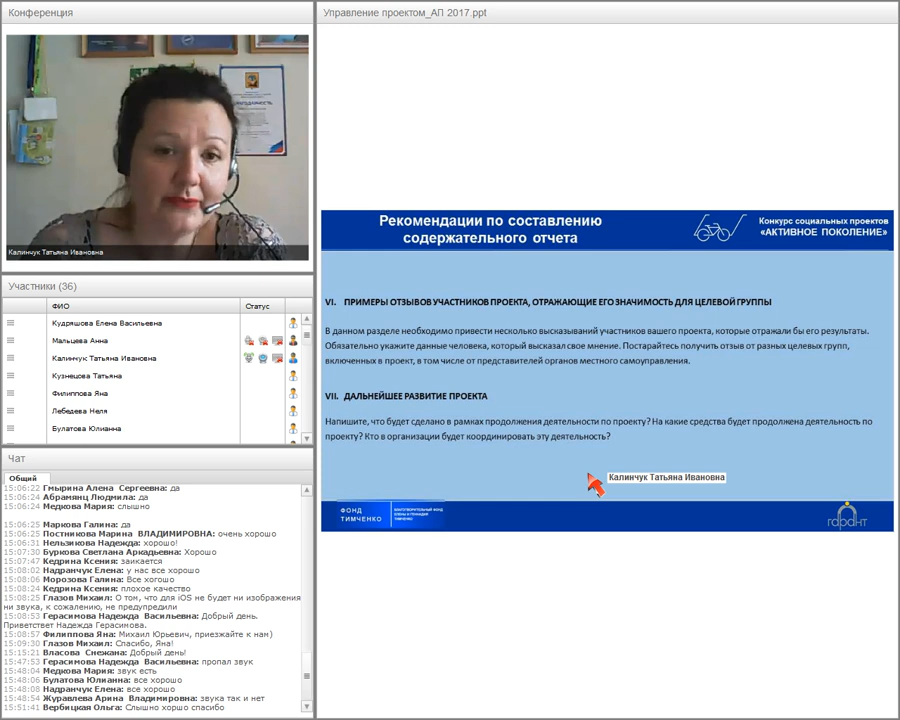 Конференция
БЛАГОДАРНОСТЬ
Калинчук Татьяна Ивановна
Участники (36)
ФИО
Статус
Кудряшова Елена Васильевна
Мальцева Анна
Калинчук Татьяна Ивановна
Кузнецова Татьяна
Филиппова Яна
Лебедева Неля
Булатова Юлианна
Чат
Общий
15:06:22 Гмырина Алена Сергеевна: да
15:06:24 Абрамянц Людмила: да
15:06:24 Медкова Мария: слышно
15:06:25 Маркова Галина: да
15:06:25 Постникова Марина ВЛАДИМИРОВНА: очень хорошо
15:06:31 Нельзикова Надежда: хорошо!
15:07:30 Буркова Светлана Аркадьевна: Хорошо
15:07:47 Кедрина Ксения: заикается
15:08:02 Надранчук Елена: у нас все хорошо
15:08:06 Морозова Галина: Все хогошо
15:08:24 Кедрина Ксения: плохое качество
15:08:25 Глазов Михаил: О том, что для iOS не будет ни изображения
ни звука, к сожалению, не предупредили
15:08:53 Герасимова Надежда Васильевна: Добрый день.
Приветствет Надежда Герасимова.
15:08:57 Филиппова Яна: Михаил Юрьевич, приезжайте к нам)
15:09:30 Глазов Михаил: Спасибо, Яна!
15:15:21 Власова Снежана: Добрый день!
15:47:53 Герасимова Надежда Васильевна: пропал звук
15:48:04 Медкова Мария: звук есть
15:48:06 Булатова Юлианна: все хорошо
15:48:08 Надранчук Елена: все хорошо
15:48:54 Журавлева Арина Владимировна: звука так и нет
15:51:41 Вербицкая Ольга: Слышно хоршо спасибо
Управление проектом_АП 2017.ppt
Рекомендации по составлению
содержательного отчета
Конкурс социальных проектов
«АКТИВНОЕ ПОКОЛЕНИЕ»
VI. ПРИМЕРЫ ОТЗЫВОВ УЧАСТНИКОВ ПРОЕКТА, ОТРАЖАЮЩИЕ ЕГО ЗНАЧИМОСТЬ ДЛЯ ЦЕЛЕВОЙ ГРУППЫ
В данном разделе необходимо привести несколько высказываний участников вашего проекта, которые отражали бы его результаты.
Обязательно укажите данные человека, который высказал свое мнение. Постарайтесь получить отзыв от разных целевых групп,
включенных в проект, в том числе от представителей органов местного самоуправления.
VII. ДАЛЬНЕЙШЕЕ РАЗВИТИЕ ПРОЕКТА
Напишите, что будет сделано в рамках продолжения деятельности по проекту? На какие средства будет продолжена деятельность по
проекту? Кто в организации будет координировать эту деятельность?
Калинчук Татьяна Ивановна
ФОНД
ТИМЧЕНКО
БЛАГОТВОРИТЕЛЬНЫЙ ФОНД
ЕЛЕНЫ И ГЕННАДИЯ
ТИМЧЕНКО
гарант